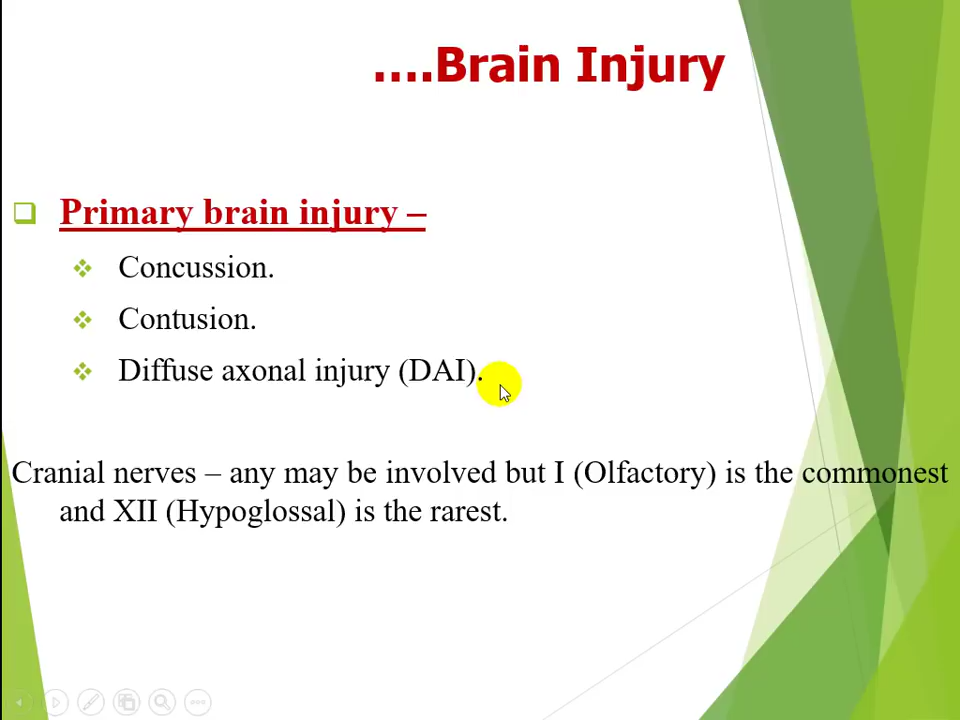 ....Brain Injury
Primary brain injury –
Concussion.
Contusion.
Diffuse axonal injury (DAI).
Cranial nerves – any may be involved but I (Olfactory) is the commonest
and XII (Hypoglossal) is the rarest.